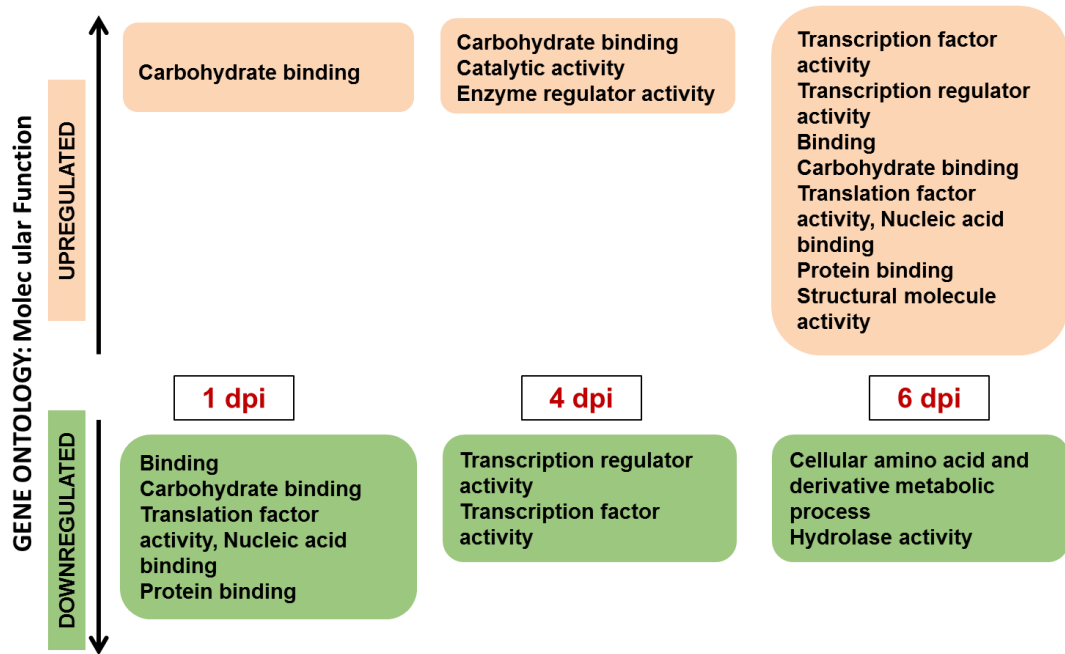 GENE ONTOLOGY: Molec ular Function
UPREGULATED
Carbohydrate binding
Carbohydrate binding
Catalytic activity
Enzyme regulator activity
Transcription factor
activity
Transcription regulator
activity
Binding
Carbohydrate binding
Translation factor
activity, Nucleic acid
binding
Protein binding
Structural molecule
activity
1 dpi
4 dpi
6 dpi
DOWNREGULATED
Binding
Carbohydrate binding
Translation factor
activity, Nucleic acid
binding
Protein binding
Transcription regulator
activity
Transcription factor
activity
Cellular amino acid and
derivative metabolic
process
Hydrolase activity